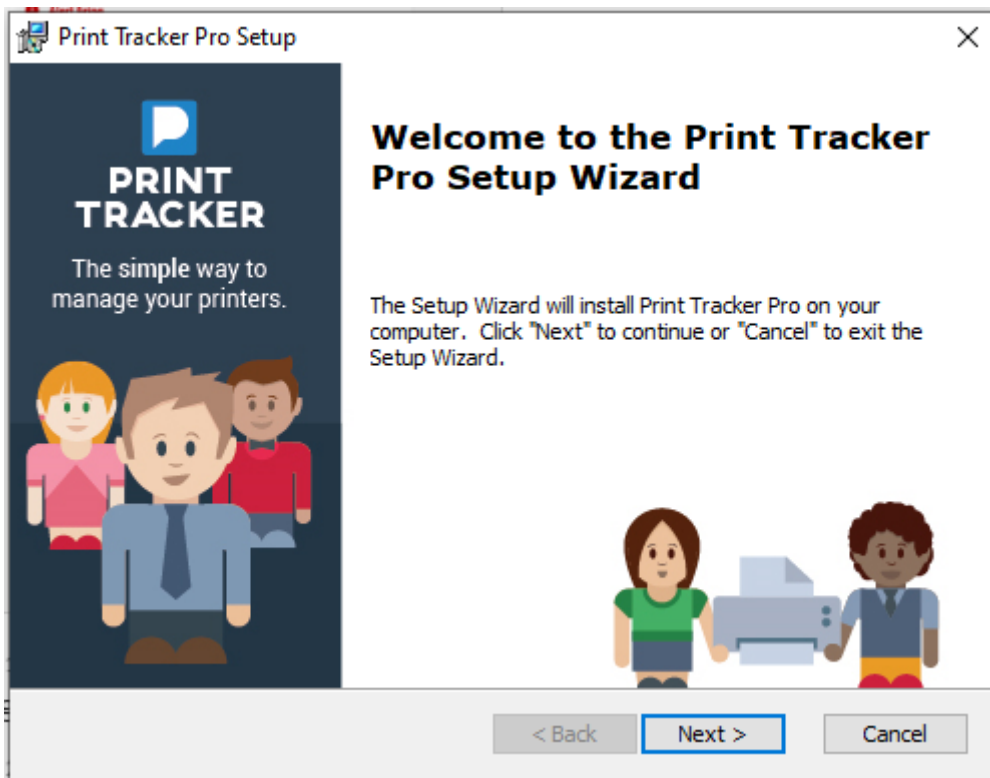 Print Tracker Pro Setup
PRINT
TRACKER
The simple way to
manage your printers.
Welcome to the Print Tracker
Pro Setup Wizard
The Setup Wizard will install Print Tracker Pro on your
computer. Click "Next" to continue or "Cancel" to exit the
Setup Wizard.
< Back
Next >
Cancel